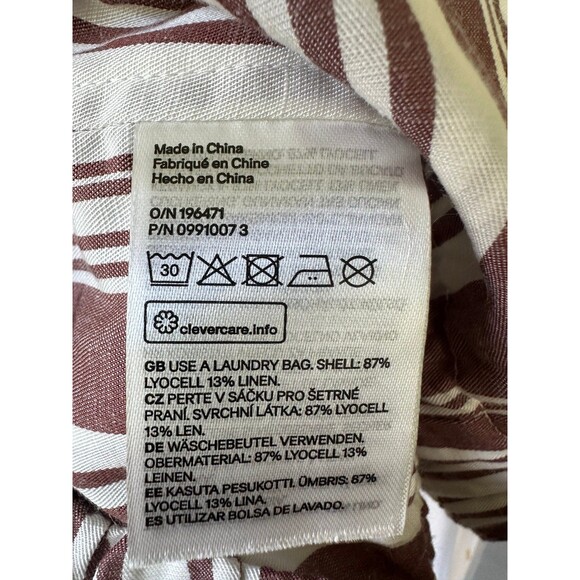 Made in China
Fabriqué en Chine
Hecho en China
O/N 196471
P/N 0991007 3
30
clevercare.info
GB USE A LAUNDRY BAG. SHELL: 87%
LYOCELL 13% LINEN.
CZ PERTE V SÁČKU PRO ŠETRNÉ
PRANÍ. SVRCHNÍ LÁTKA: 87% LYOCELL
13% LEN.
DE WÄSCHEBEUTEL VERWENDEN.
OBERMATERIAL: 87% LYOCELL 13%
LEINEN.
EE KASUTA PESUKOTTI. ÜMBRIS: 87%
LYOCELL 13% LINA.
ES UTILIZAR BOLSA DE LAVADO.